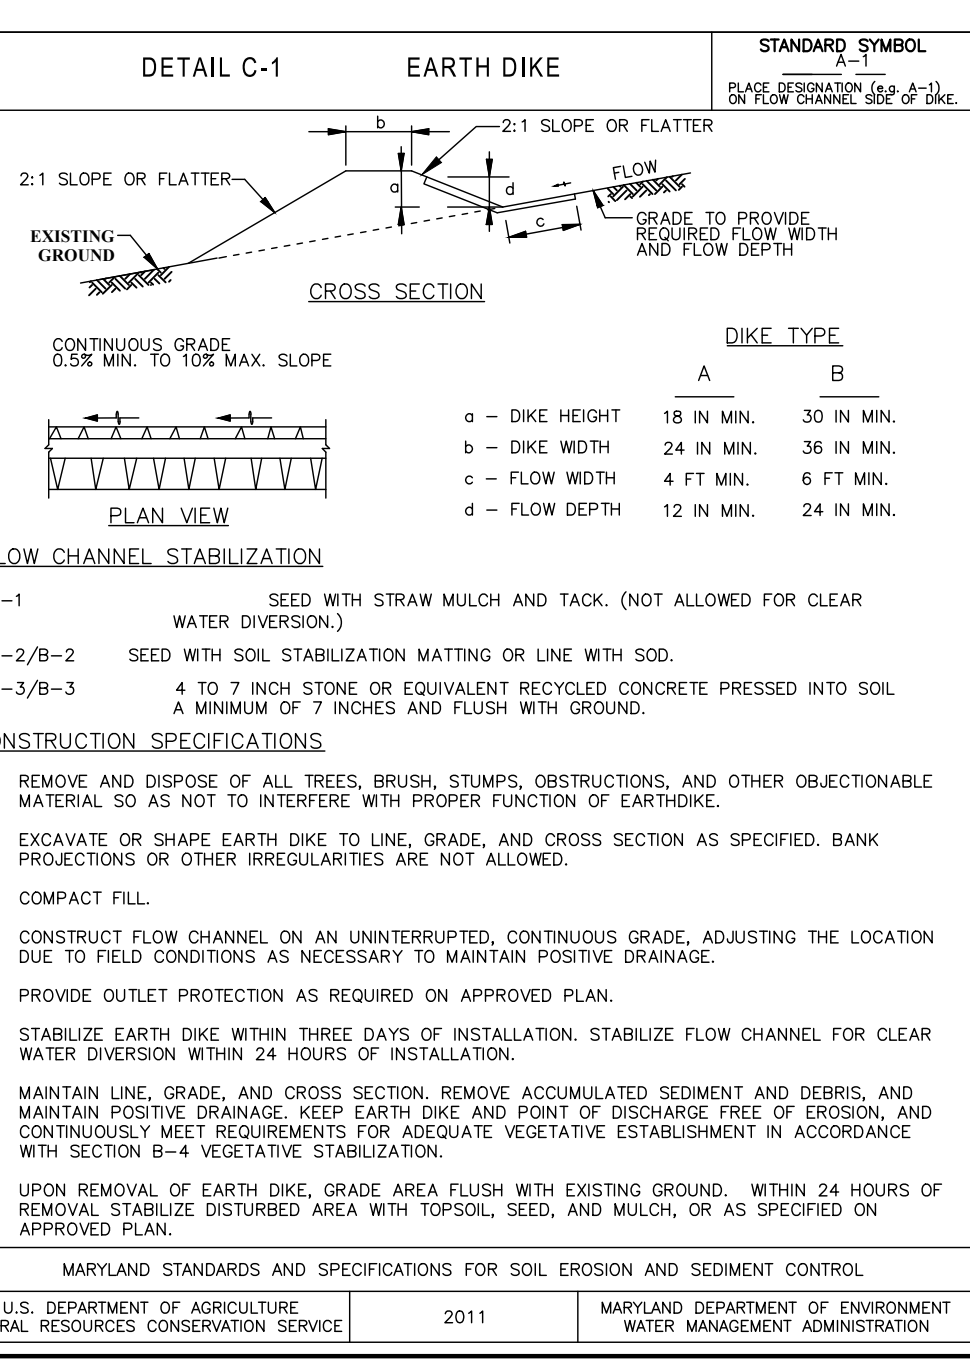 DETAIL C-1 EARTH DIKE
STANDARD SYMBOL
A-1
PLACE DESIGNATION (e.g. A-1)
ON FLOW CHANNEL SIDE OF DIKE.
b
2:1 SLOPE OR FLATTER
2:1 SLOPE OR FLATTER
FLOW
a
d
c
GRADE TO PROVIDE
REQUIRED FLOW WIDTH
AND FLOW DEPTH
EXISTING
GROUND
CROSS SECTION
CONTINUOUS GRADE
0.5% MIN. TO 10% MAX. SLOPE
PLAN VIEW
DIKE TYPE
A B
a - DIKE HEIGHT 18 IN MIN. 30 IN MIN.
b - DIKE WIDTH 24 IN MIN. 36 IN MIN.
c - FLOW WIDTH 4 FT MIN. 6 FT MIN.
d - FLOW DEPTH 12 IN MIN. 24 IN MIN.
LOW CHANNEL STABILIZATION
-1 SEED WITH STRAW MULCH AND TACK. (NOT ALLOWED FOR CLEAR
WATER DIVERSION.)
-2/B-2 SEED WITH SOIL STABILIZATION MATTING OR LINE WITH SOD.
-3/B-3 4 TO 7 INCH STONE OR EQUIVALENT RECYCLED CONCRETE PRESSED INTO SOIL
A MINIMUM OF 7 INCHES AND FLUSH WITH GROUND.
ONSTRUCTION SPECIFICATIONS
REMOVE AND DISPOSE OF ALL TREES, BRUSH, STUMPS, OBSTRUCTIONS, AND OTHER OBJECTIONABLE
MATERIAL SO AS NOT TO INTERFERE WITH PROPER FUNCTION OF EARTHDIKE.
EXCAVATE OR SHAPE EARTH DIKE TO LINE, GRADE, AND CROSS SECTION AS SPECIFIED. BANK
PROJECTIONS OR OTHER IRREGULARITIES ARE NOT ALLOWED.
COMPACT FILL.
CONSTRUCT FLOW CHANNEL ON AN UNINTERRUPTED, CONTINUOUS GRADE, ADJUSTING THE LOCATION
DUE TO FIELD CONDITIONS AS NECESSARY TO MAINTAIN POSITIVE DRAINAGE.
PROVIDE OUTLET PROTECTION AS REQUIRED ON APPROVED PLAN.
STABILIZE EARTH DIKE WITHIN THREE DAYS OF INSTALLATION. STABILIZE FLOW CHANNEL FOR CLEAR
WATER DIVERSION WITHIN 24 HOURS OF INSTALLATION.
MAINTAIN LINE, GRADE, AND CROSS SECTION. REMOVE ACCUMULATED SEDIMENT AND DEBRIS, AND
MAINTAIN POSITIVE DRAINAGE. KEEP EARTH DIKE AND POINT OF DISCHARGE FREE OF EROSION, AND
CONTINUOUSLY MEET REQUIREMENTS FOR ADEQUATE VEGETATIVE ESTABLISHMENT IN ACCORDANCE
WITH SECTION B-4 VEGETATIVE STABILIZATION.
UPON REMOVAL OF EARTH DIKE, GRADE AREA FLUSH WITH EXISTING GROUND. WITHIN 24 HOURS OF
REMOVAL STABILIZE DISTURBED AREA WITH TOPSOIL, SEED, AND MULCH, OR AS SPECIFIED ON
APPROVED PLAN.
MARYLAND STANDARDS AND SPECIFICATIONS FOR SOIL EROSION AND SEDIMENT CONTROL
U.S. DEPARTMENT OF AGRICULTURE
RAL RESOURCES CONSERVATION SERVICE
2011
MARYLAND DEPARTMENT OF ENVIRONMENT
WATER MANAGEMENT ADMINISTRATION